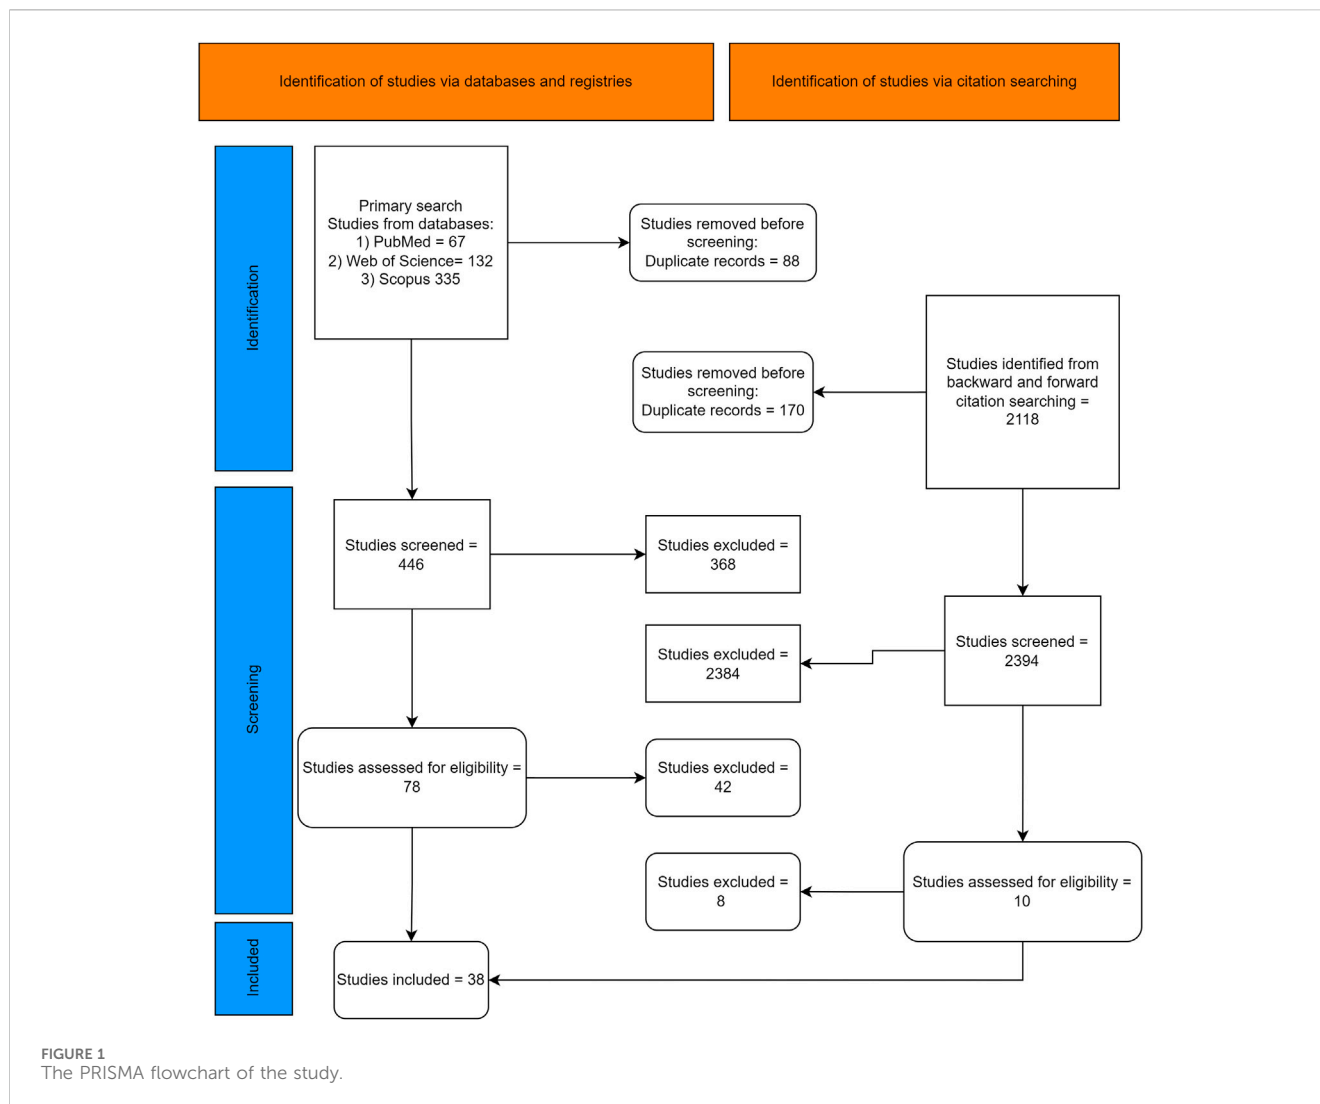 Identification of studies via databases and registries
Identification of studies via citation searching
Identification
Primary search
Studies from databases:
1) PubMed = 67
2) Web of Science= 132
3) Scopus 335
Studies removed before
screening:
Duplicate records = 88
Studies identified from
backward and forward
citation searching =
2118
Studies removed before
screening:
Duplicate records = 170
Screening
Studies screened =
446
Studies excluded =
368
Studies screened =
2394
Studies excluded =
2384
Studies assessed for eligibility =
78
Studies excluded =
42
Studies assessed for eligibility =
10
Studies excluded =
8
Included
Studies included = 38
FIGURE 1
The PRISMA flowchart of the study.